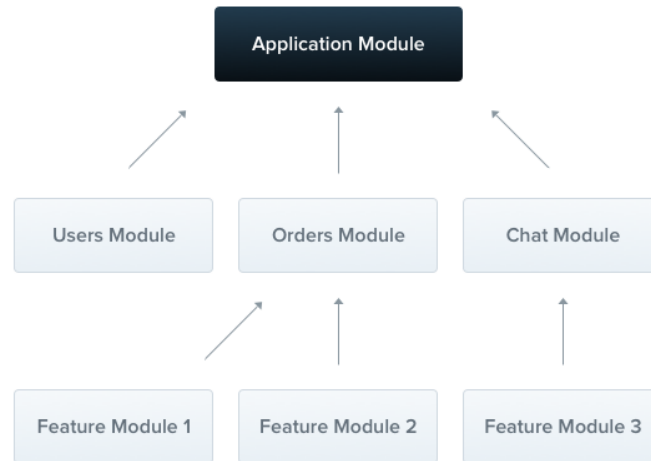 Application Module
Users Module
Orders Module
Chat Module
Feature Module 1
Feature Module 2
Feature Module 3